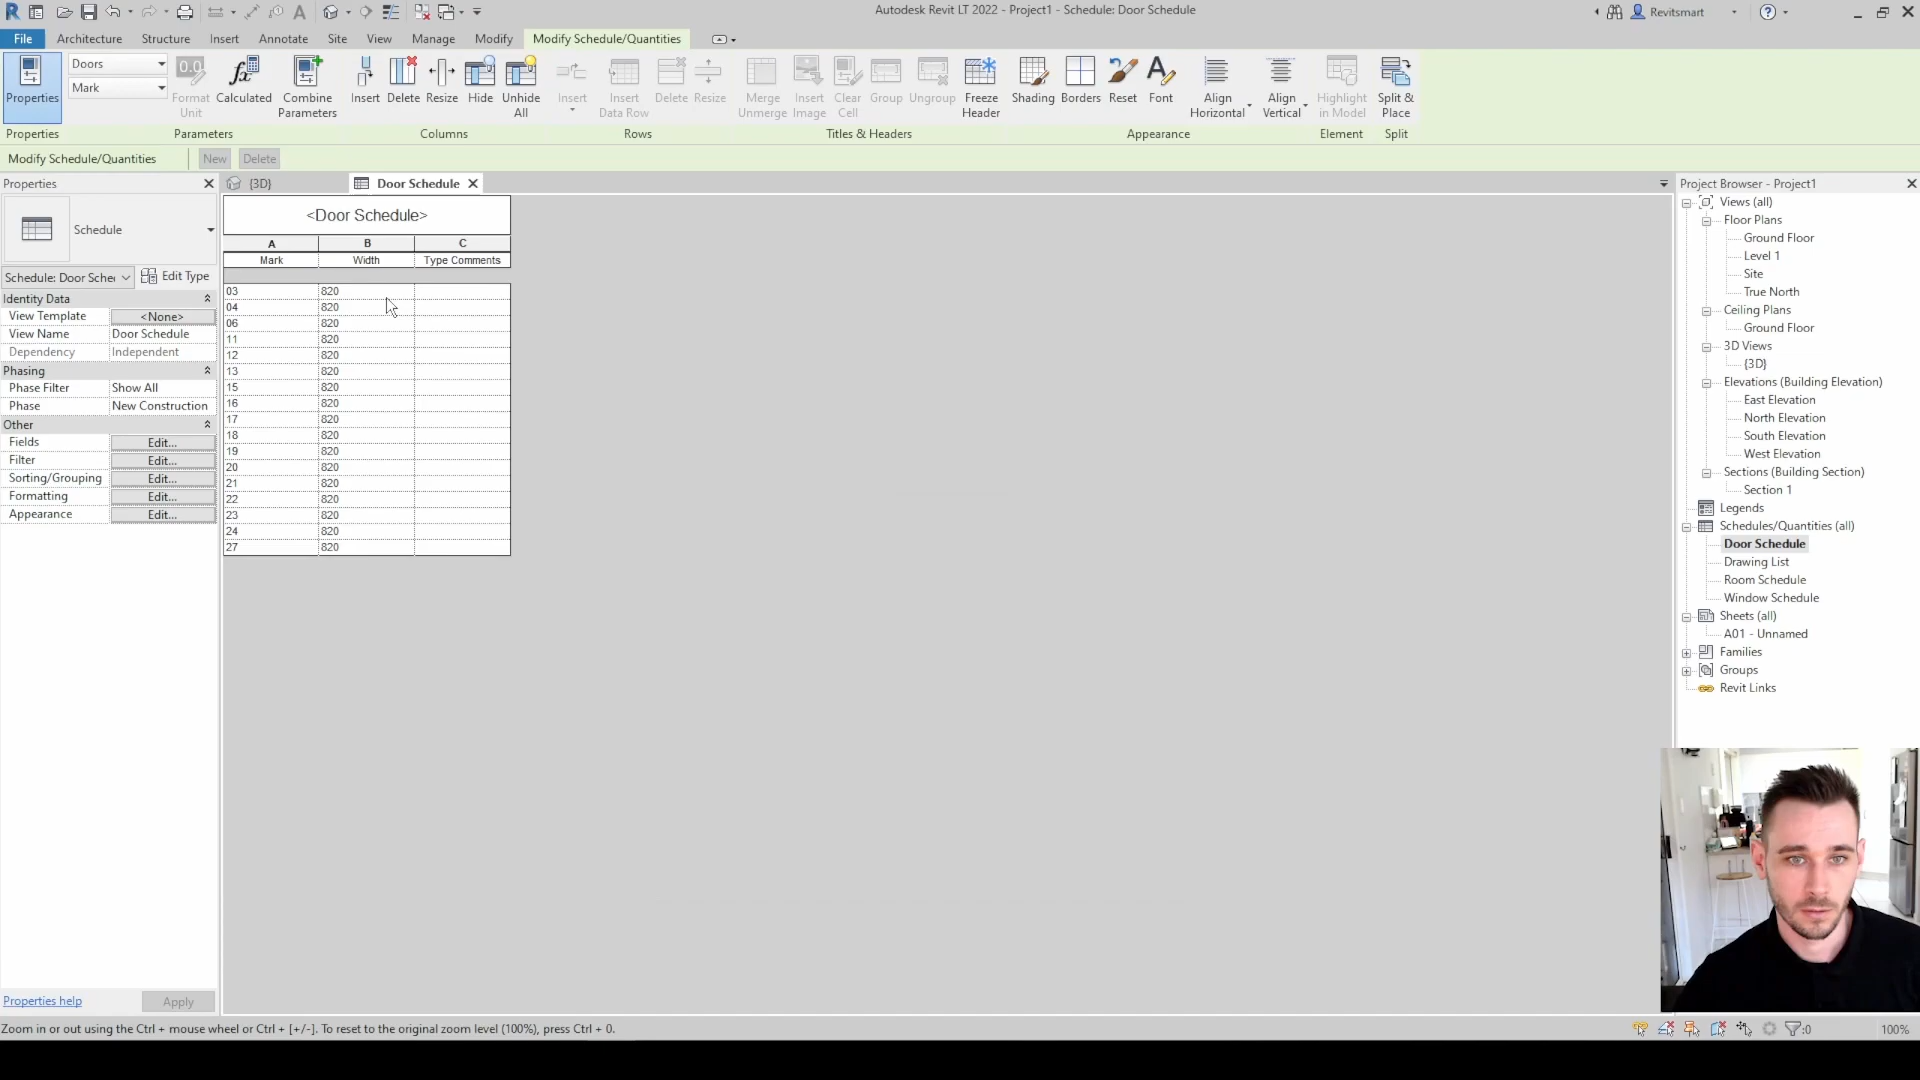 Autodesk Revit LT 2022 - Project1 - Schedule: Door Schedule
Revitsmart
File Architecture Structure Insert Annotate Site View Manage Modify Modify Schedule/Quantities
Properties
Doors
Mark
Format Unit
Calculated
Combine Parameters
Insert Delete Resize Hide Unhide All
Insert
Insert Data Row
Delete Resize
Merge Unmerge
Insert Image
Clear Cell
Group Ungroup
Freeze Header
Shading Borders Reset Font
Align Horizontal
Align Vertical
Highlight in Model
Split & Place
Properties Parameters Columns Rows Titles & Headers Appearance Element Split
Modify Schedule/Quantities New Delete
Properties
Schedule
Schedule: Door Sche
Edit Type
Identity Data
View Template <None>
View Name Door Schedule
Dependency Independent
Phasing
Phase Filter Show All
Phase New Construction
Other
Fields Edit...
Filter Edit...
Sorting/Grouping Edit...
Formatting Edit...
Appearance Edit...
Properties help Apply
{3D} Door Schedule
<Door Schedule>
A B C
Mark Width Type Comments
03 820
04 820
06 820
11 820
12 820
13 820
15 820
16 820
17 820
18 820
19 820
20 820
21 820
22 820
23 820
24 820
27 820
Project Browser - Project1
Views (all)
Floor Plans
Ground Floor
Level 1
Site
True North
Ceiling Plans
Ground Floor
3D Views
{3D}
Elevations (Building Elevation)
East Elevation
North Elevation
South Elevation
West Elevation
Sections (Building Section)
Section 1
Legends
Schedules/Quantities (all)
Door Schedule
Drawing List
Room Schedule
Window Schedule
Sheets (all)
A01 - Unnamed
Families
Groups
Revit Links
Zoom in or out using the Ctrl + mouse wheel or Ctrl + [+/-]. To reset to the original zoom level (100%), press Ctrl + 0.
:0 100%